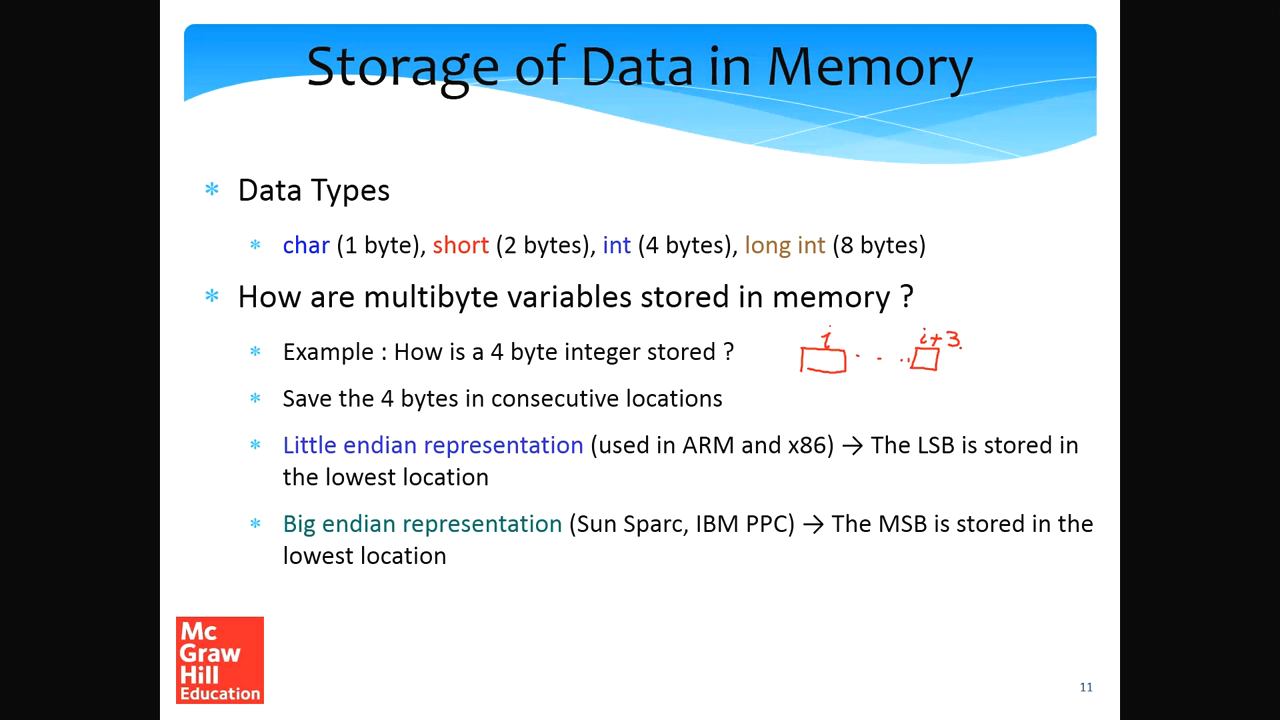 Storage of Data in Memory
* Data Types
* char (1 byte), short (2 bytes), int (4 bytes), long int (8 bytes)
* How are multibyte variables stored in memory ?
i
i+3.
* Example : How is a 4 byte integer stored ?
* Save the 4 bytes in consecutive locations
* Little endian representation (used in ARM and x86) → The LSB is stored in
the lowest location
* Big endian representation (Sun Sparc, IBM PPC) → The MSB is stored in the
lowest location
Mc
Graw
Hill
Education
11